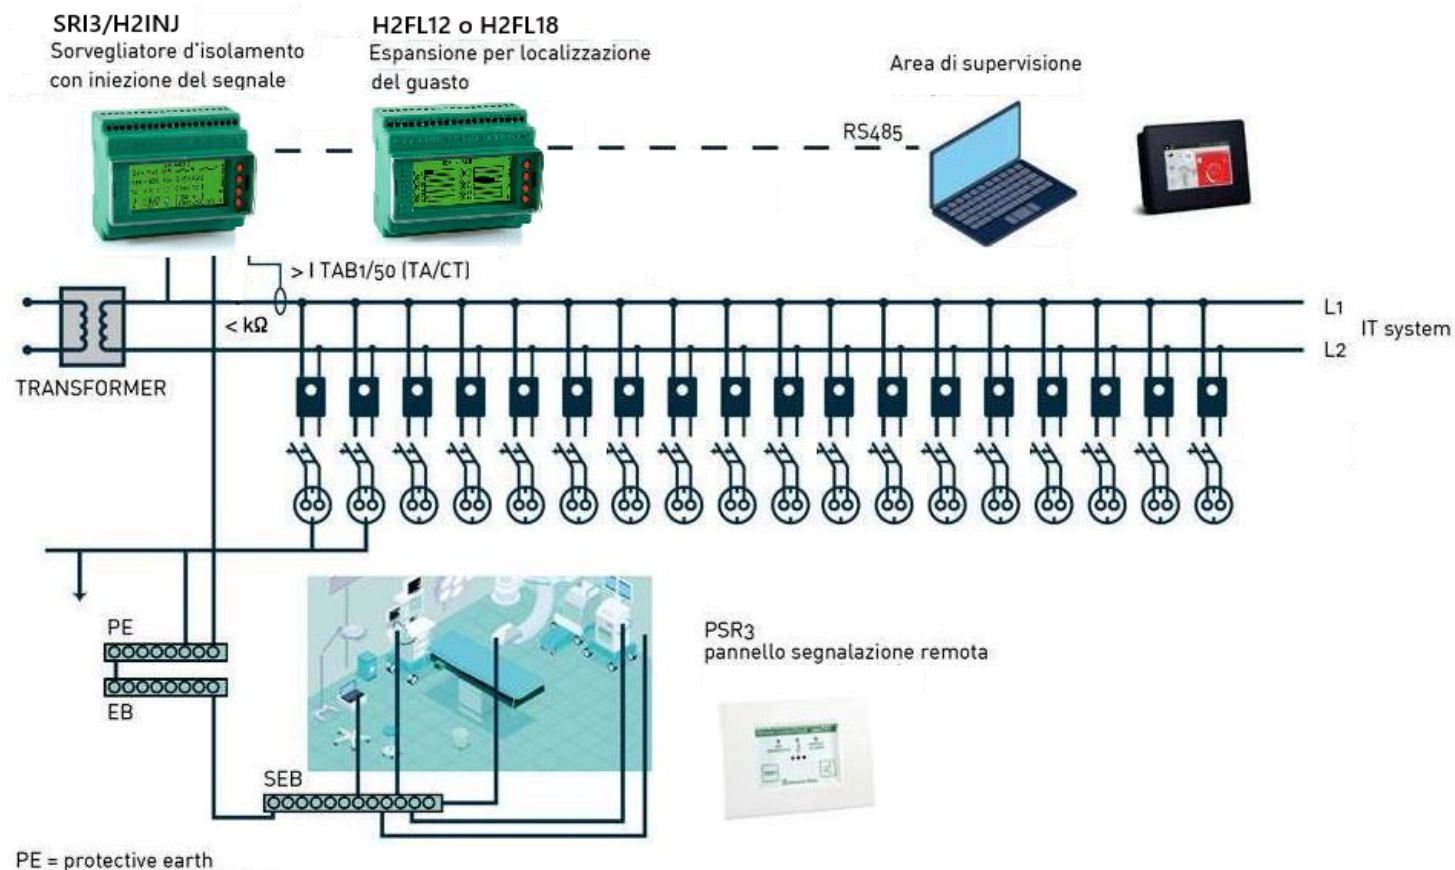 SRI3/H2INJ
Sorvegliatore d'isolamento
con iniezione del segnale
H2FL12 o H2FL18
Espansione per localizzazione
del guasto
Area di supervisione
RS485
> I TAB1/50 (TA/CT)
< kΩ
L1
IT system
L2
TRANSFORMER
PE
EB
PSR3
pannello segnalazione remota
SEB
PE = protective earth